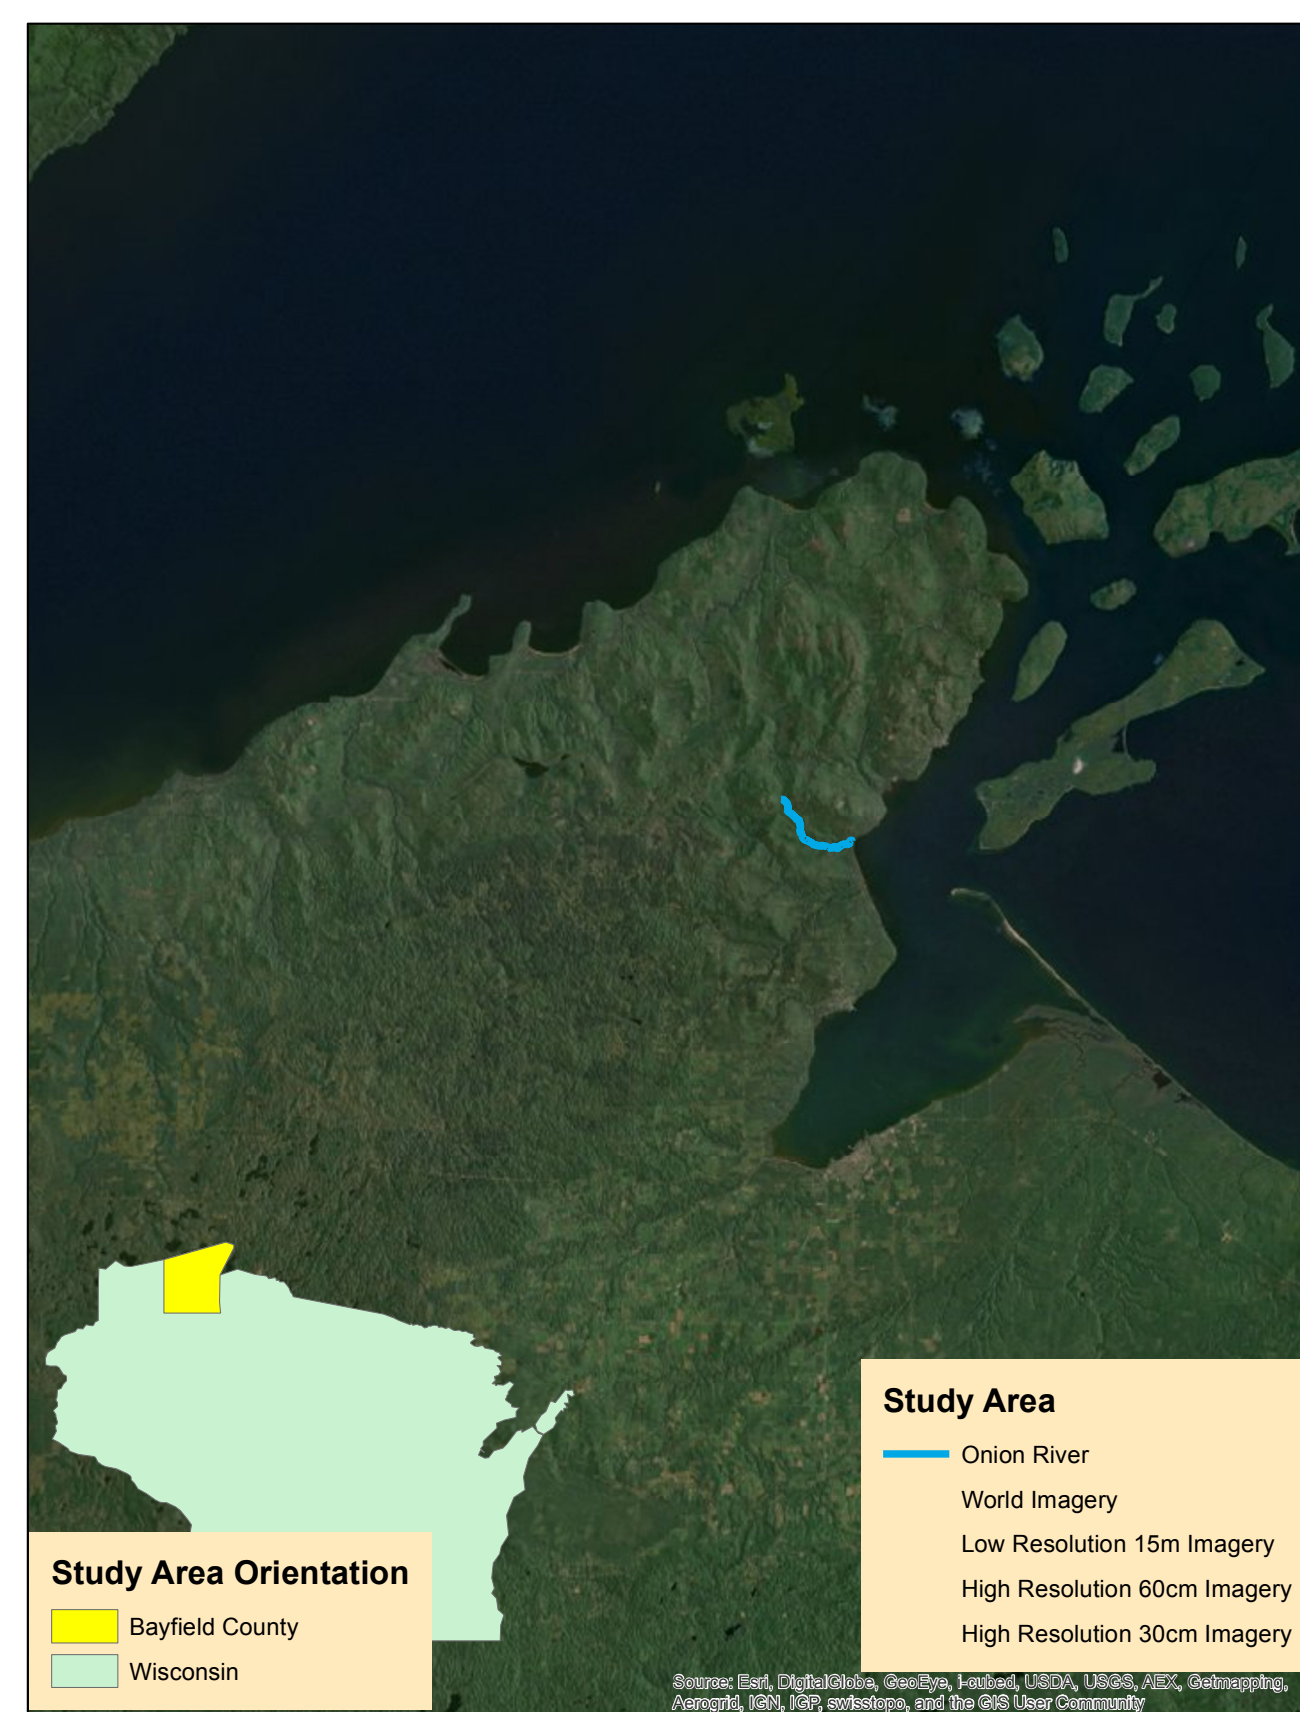 Study Area
Onion River
World Imagery
Low Resolution 15m Imagery
High Resolution 60cm Imagery
High Resolution 30cm Imagery
Study Area Orientation
Bayfield County
Wisconsin
Source: Esri, DigitalGlobe, GeoEye, i-cubed, USDA, USGS, AEX, Getmapping,
Aerogrid, IGN, IGP, swisstopo, and the GIS User Community